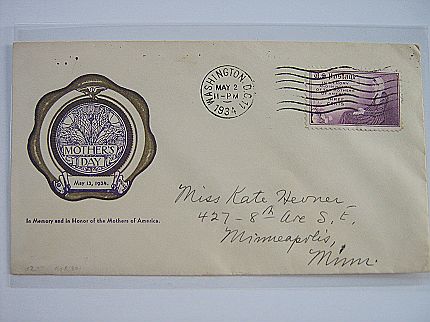 WASHINGTON, D.C. 11
MAY 2
11-PM
1934
MOTHER'S
DAY
May 13, 1934.
In Memory and in Honor of the Mothers of America.
Miss Kate Hevner
427-8th Ave S.E.
Minneapolis,
Minn.